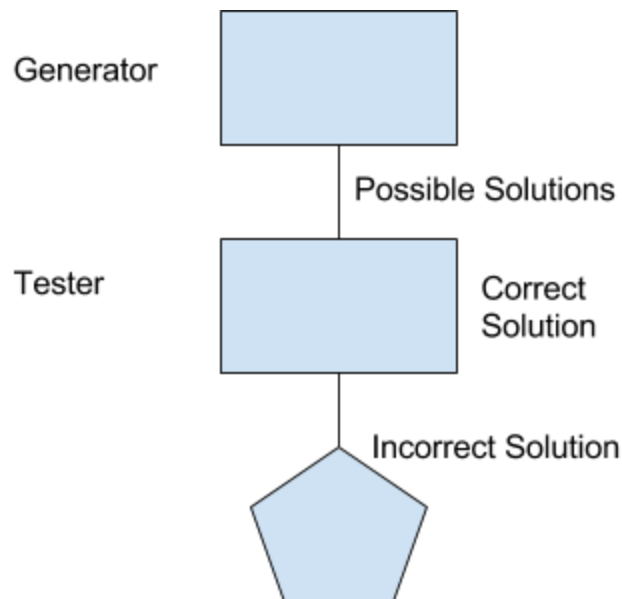 Generator
Possible Solutions
Tester
Correct
Solution
Incorrect Solution